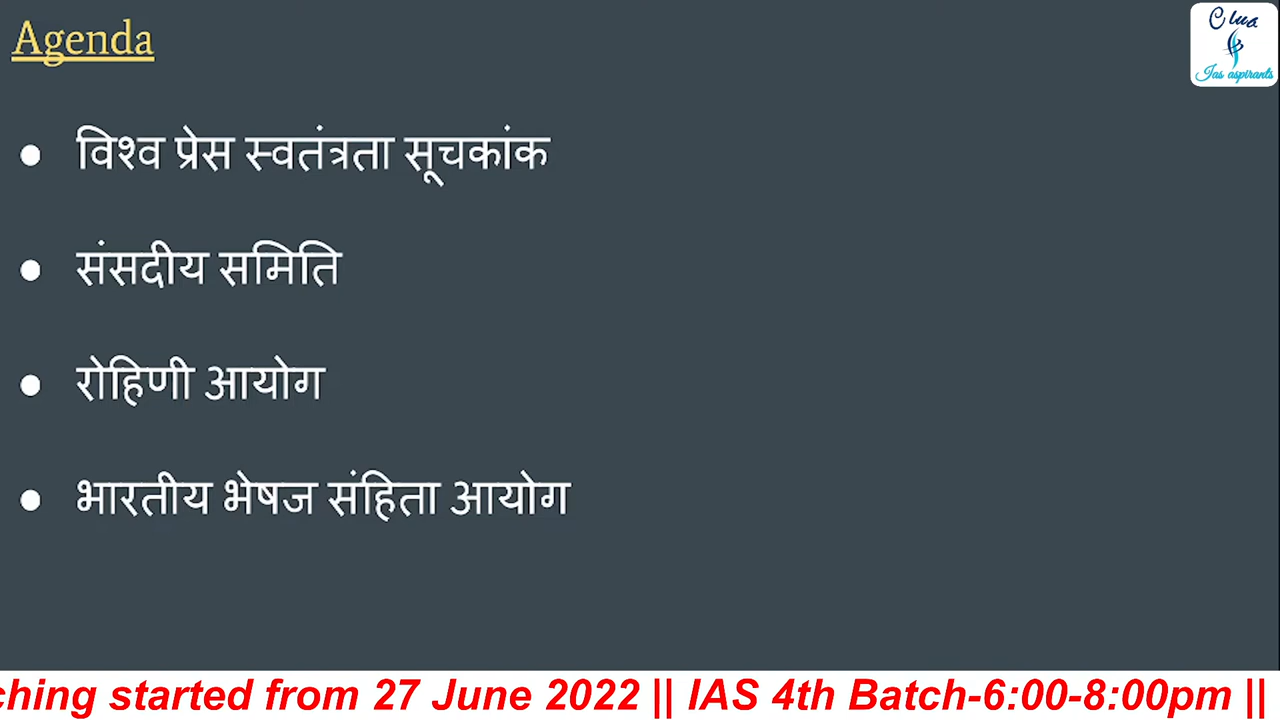 Agenda
Clue
Ias aspirants
● विश्व प्रेस स्वतंत्रता सूचकांक
● संसदीय समिति
● रोहिणी आयोग
● भारतीय भेषज संहिता आयोग
ching started from 27 June 2022 || IAS 4th Batch-6:00-8:00pm ||